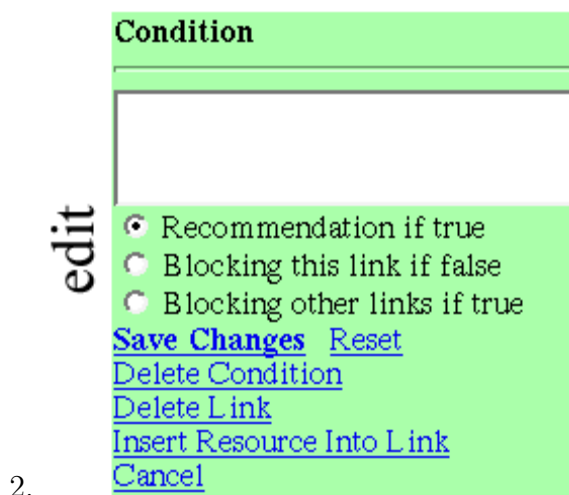 Condition
edit
Recommendation if true
Blocking this link if false
Blocking other links if true
Save Changes Reset
Delete Condition
Delete Link
Insert Resource Into Link
Cancel
2.